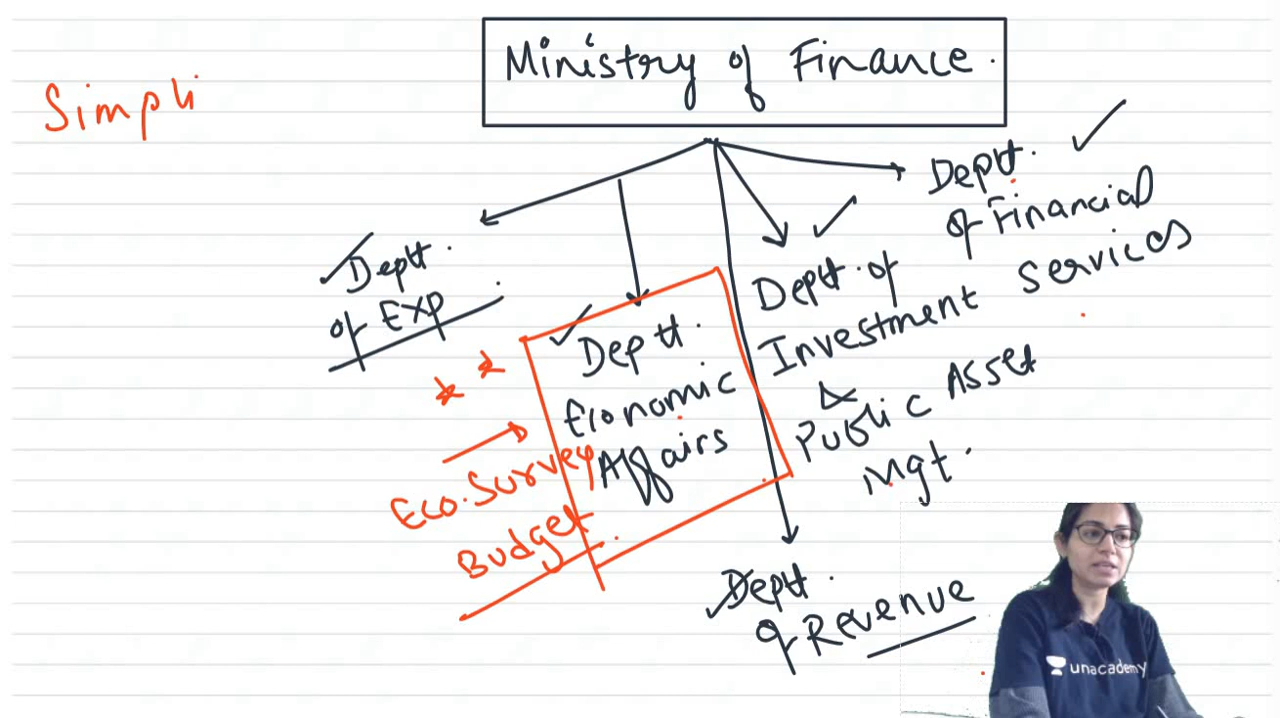 Ministry of Finance.
Simpli
Deptt.
of Financial
Services
Deptt.
of Exp.
Deptt. of
Investment
&
Public Asset
Mgt.
Deptt.
Economic
Affairs
Eco. Survey
Budget
Deptt.
of Revenue
unacademy